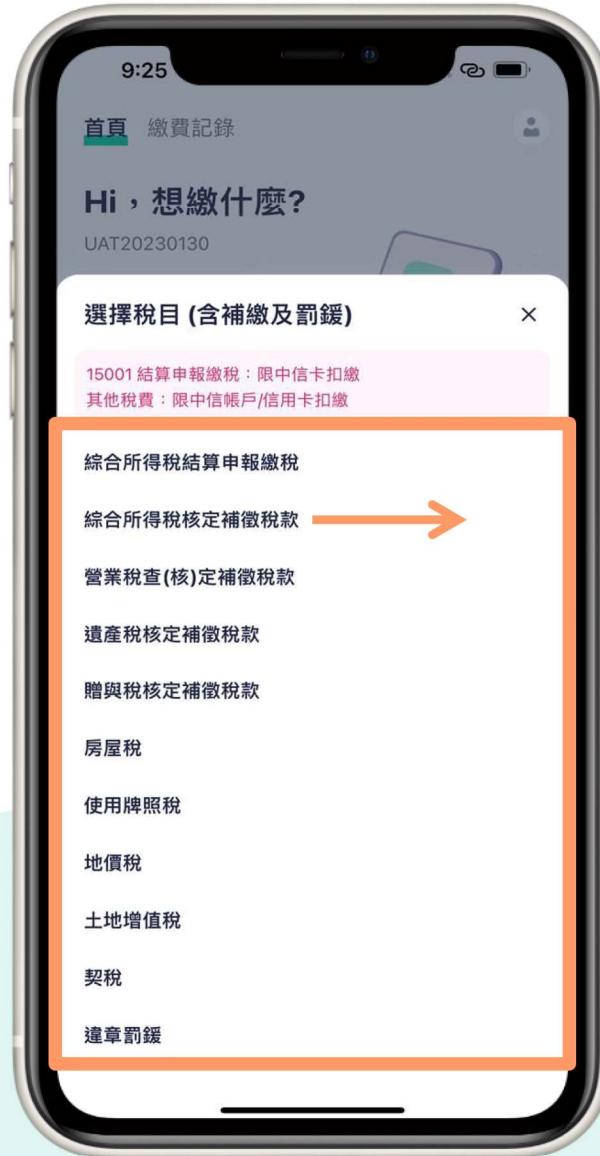 9:25
首頁 繳費記錄
Hi，想繳什麼?
UAT20230130
選擇稅目 (含補繳及罰鍰)
15001 結算申報繳稅：限中信卡扣繳
其他稅費：限中信帳戶/信用卡扣繳
綜合所得稅結算申報繳稅
綜合所得稅核定補徵稅款
營業稅查(核)定補徵稅款
遺產稅核定補徵稅款
贈與稅核定補徵稅款
房屋稅
使用牌照稅
地價稅
土地增值稅
契稅
違章罰鍰